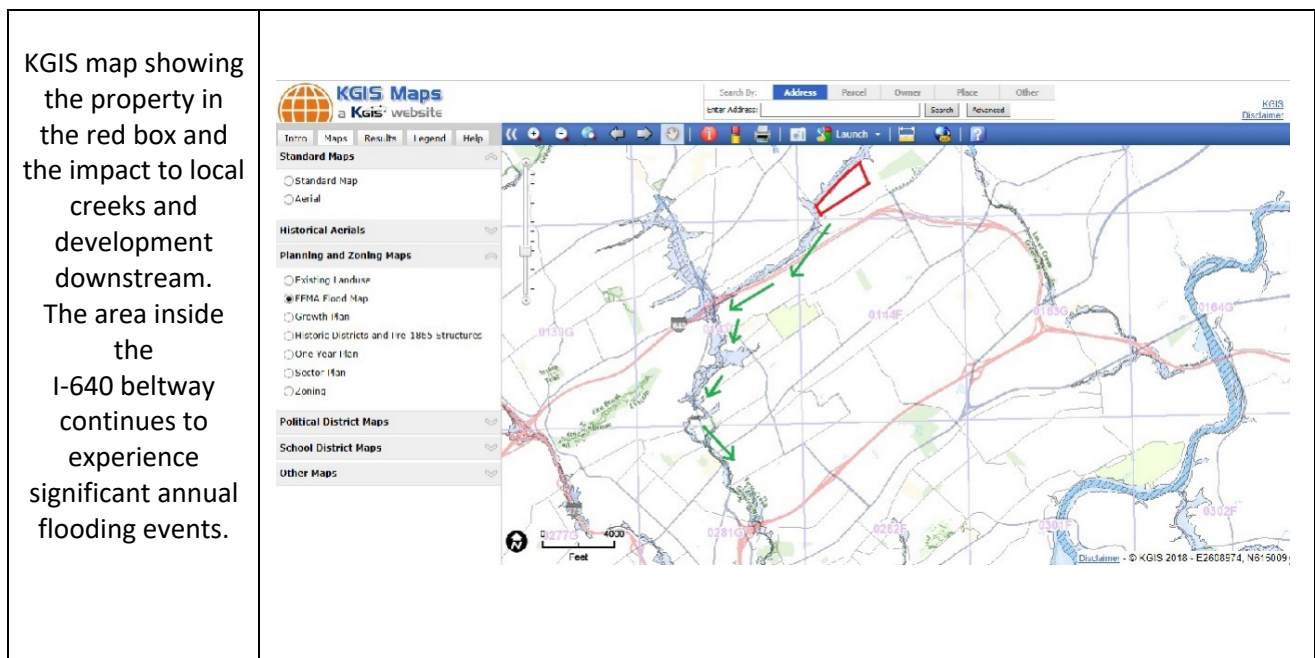 KGIS map showing
the property in
the red box and
the impact to local
creeks and
development
downstream.
The area inside
the
I-640 beltway
continues to
experience
significant annual
flooding events.
KGIS Maps
a Kgis website
Search By: Address Parcel Owner Place Other
Enter Address: Search Advanced
KGIS
Disclaimer
Intro Maps Results Legend Help
Launch
Standard Maps
Standard Map
Aerial
Historical Aerials
Planning and Zoning Maps
Existing Landuse
FEMA Flood Map
Growth Plan
Historic Districts and Pre-1865 Structures
One Year Plan
Sector Plan
Zoning
Political District Maps
School District Maps
Other Maps
0144F
0163G
0164G
0277G
0281G
0282F
0301F
0302F
0 4000
Feet
N
Disclaimer - © KGIS 2018 - E2608974, N615009